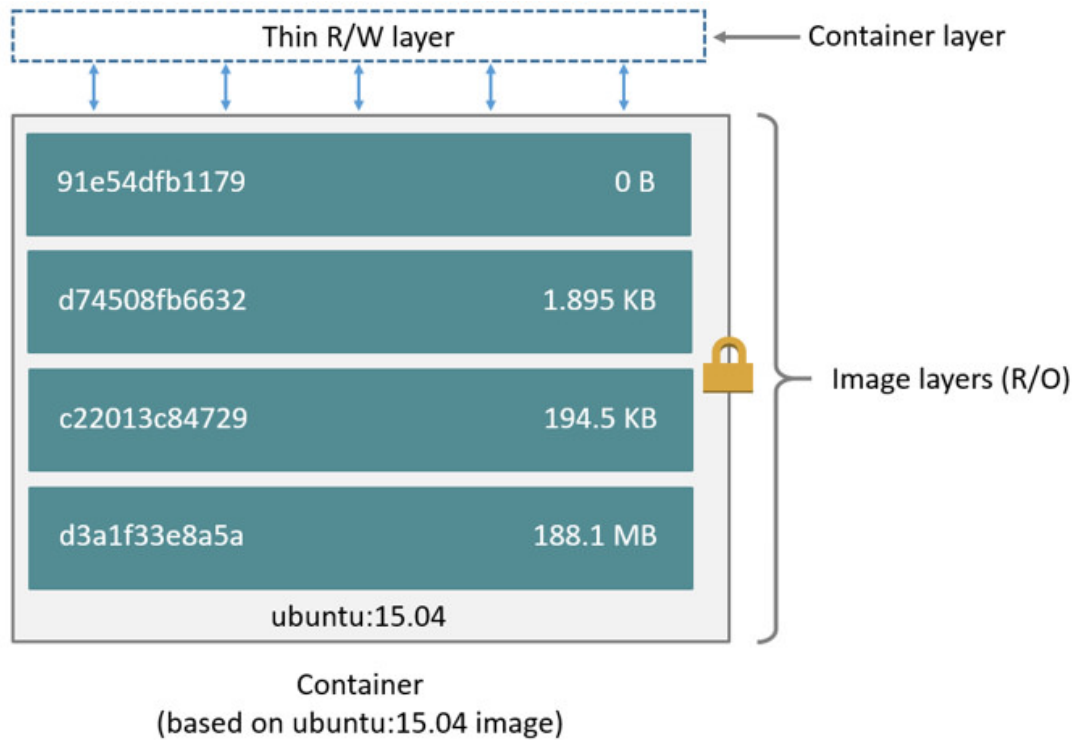 Thin R/W layer
Container layer
91e54dfb1179 0 B
d74508fb6632 1.895 KB
c22013c84729 194.5 KB
d3a1f33e8a5a 188.1 MB
Image layers (R/O)
ubuntu:15.04
Container
(based on ubuntu:15.04 image)